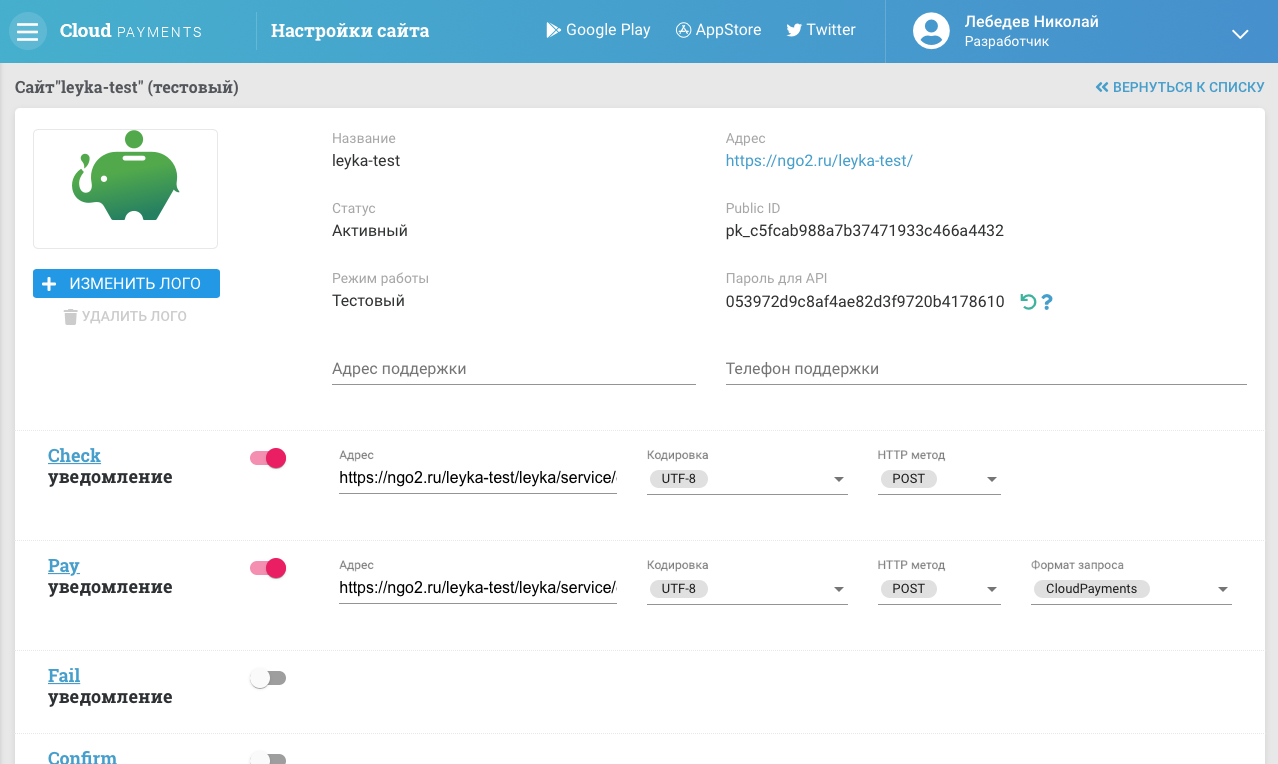 Cloud PAYMENTS
Настройки сайта
Google Play
AppStore
Twitter
Лебедев Николай
Разработчик
Сайт"leyka-test" (тестовый)
ВЕРНУТЬСЯ К СПИСКУ
ИЗМЕНИТЬ ЛОГО
УДАЛИТЬ ЛОГО
Название
leyka-test
Адрес
https://ngo2.ru/leyka-test/
Статус
Активный
Public ID
pk_c5fcab988a7b37471933c466a4432
Режим работы
Тестовый
Пароль для API
053972d9c8af4ae82d3f9720b4178610
?
Адрес поддержки
Телефон поддержки
Check
уведомление
Адрес
https://ngo2.ru/leyka-test/leyka/service/
Кодировка
UTF-8
HTTP метод
POST
Pay
уведомление
Адрес
https://ngo2.ru/leyka-test/leyka/service/
Кодировка
UTF-8
HTTP метод
POST
Формат запроса
CloudPayments
Fail
уведомление
Confirm